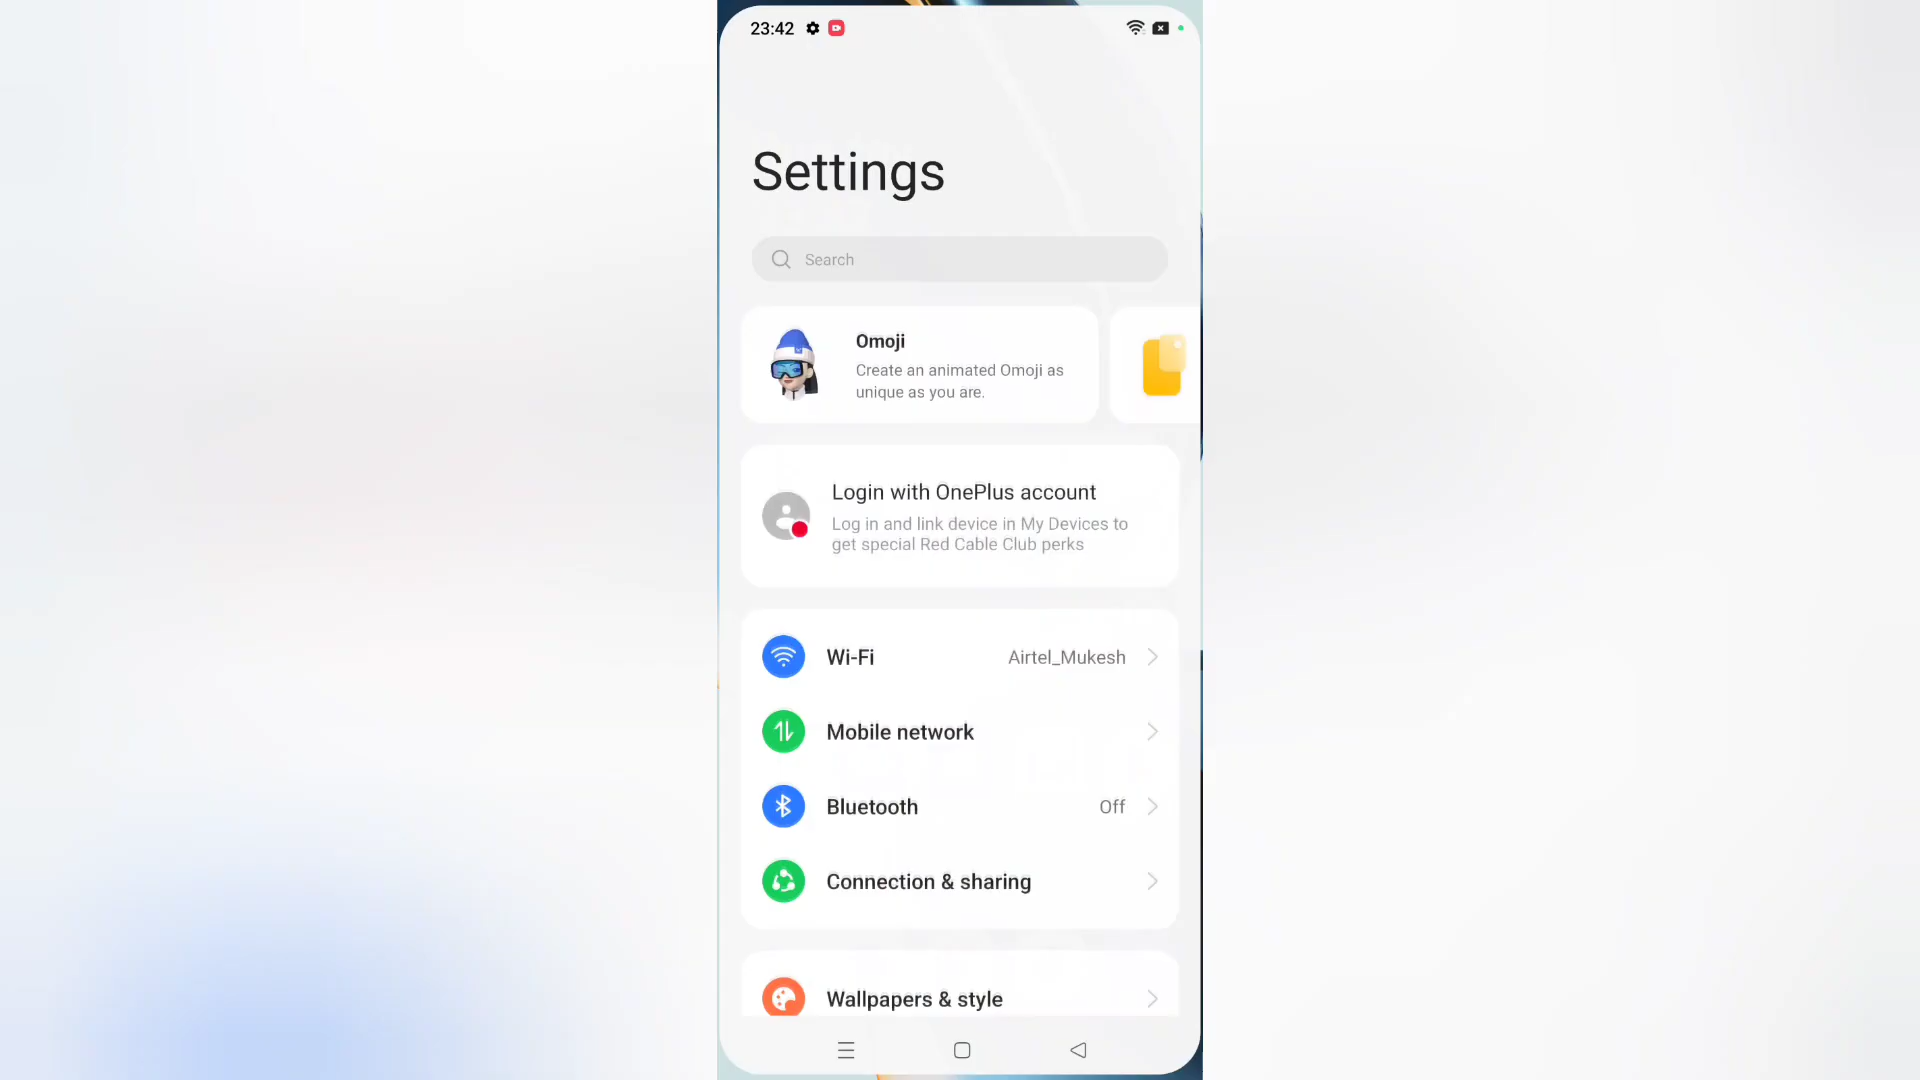 23:42
Settings
Search
Omoji
Create an animated Omoji as
unique as you are.
Login with OnePlus account
Log in and link device in My Devices to
get special Red Cable Club perks
Wi-Fi Airtel_Mukesh
Mobile network
Bluetooth Off
Connection & sharing
Wallpapers & style